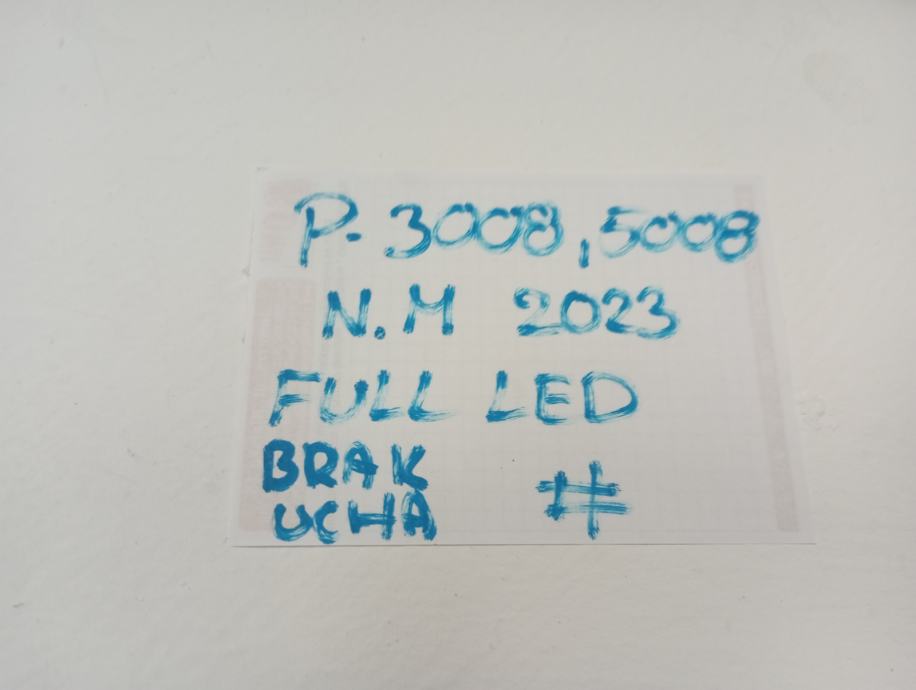 P. 3008, 5008
N.M 2023
FULL LED
BRAK #
UCHA